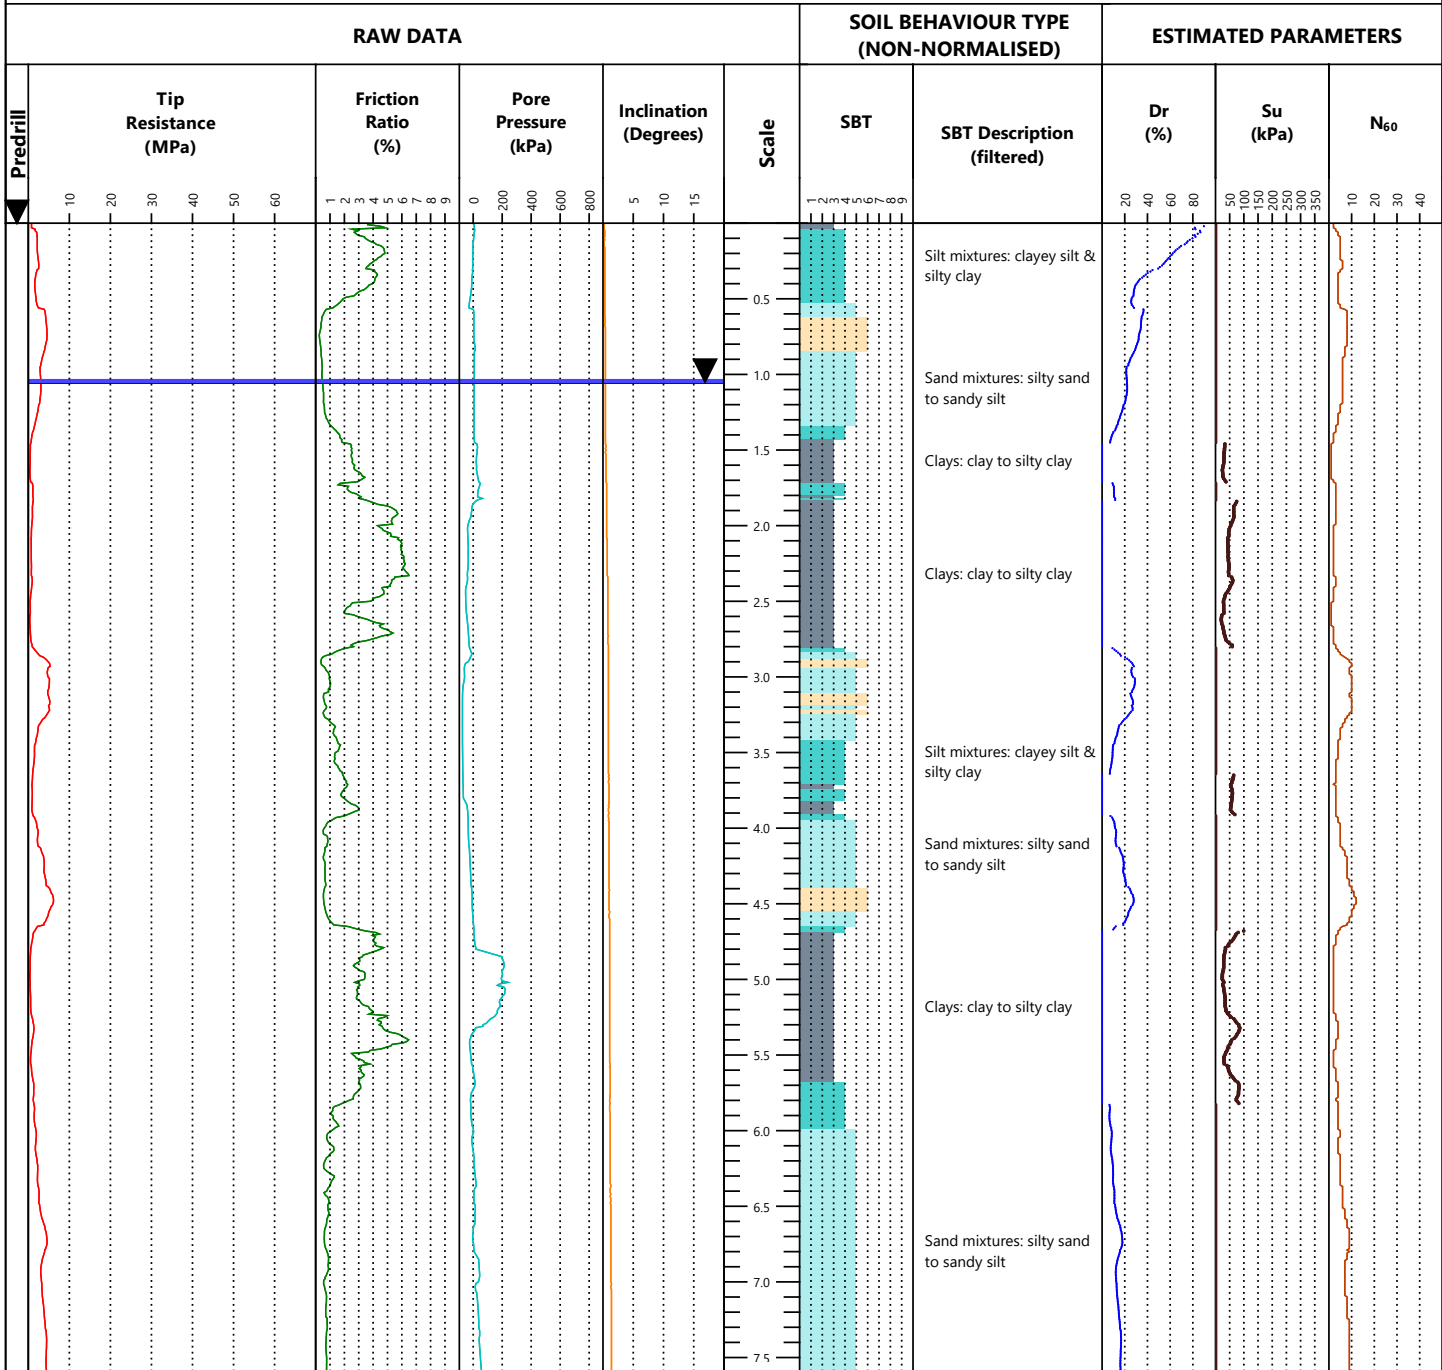 RAW DATA
SOIL BEHAVIOUR TYPE
(NON-NORMALISED)
ESTIMATED PARAMETERS
Predrill
Tip
Resistance
(MPa)
10 20 30 40 50 60
Friction
Ratio
(%)
1 2 3 4 5 6 7 8 9
Pore
Pressure
(kPa)
0 200 400 600 800
Inclination
(Degrees)
5 10 15
Scale
SBT
1 2 3 4 5 6 7 8 9
SBT Description
(filtered)
Dr
(%)
20 40 60 80
Su
(kPa)
50 100 150 200 250 300 350
N₆₀
10 20 30 40
0.5
1.0
1.5
2.0
2.5
3.0
3.5
4.0
4.5
5.0
5.5
6.0
6.5
7.0
7.5
Silt mixtures: clayey silt &
silty clay
Sand mixtures: silty sand
to sandy silt
Clays: clay to silty clay
Clays: clay to silty clay
Silt mixtures: clayey silt &
silty clay
Sand mixtures: silty sand
to sandy silt
Clays: clay to silty clay
Sand mixtures: silty sand
to sandy silt